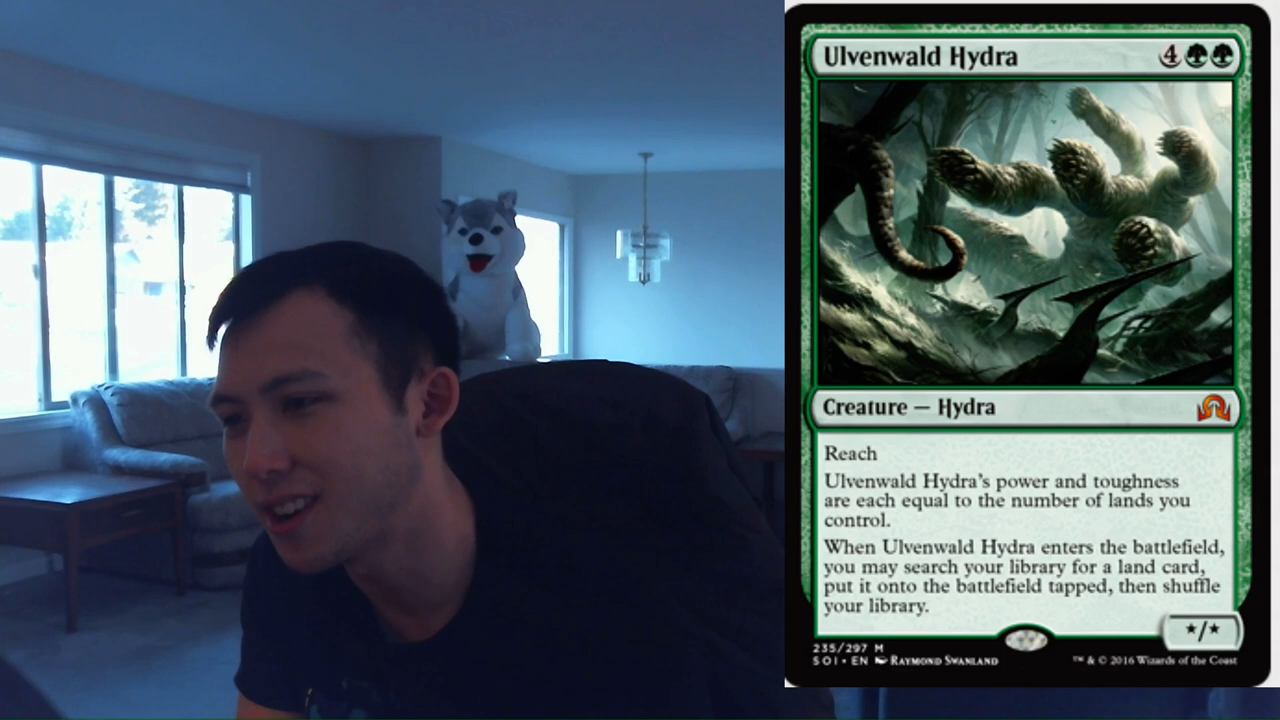 Ulvenwald Hydra 4
Creature — Hydra
Reach
Ulvenwald Hydra's power and toughness
are each equal to the number of lands you
control.
When Ulvenwald Hydra enters the battlefield,
you may search your library for a land card,
put it onto the battlefield tapped, then shuffle
your library.
★/★
235/297 M
SOI • EN Raymond Swanland
™ & © 2016 Wizards of the Coast